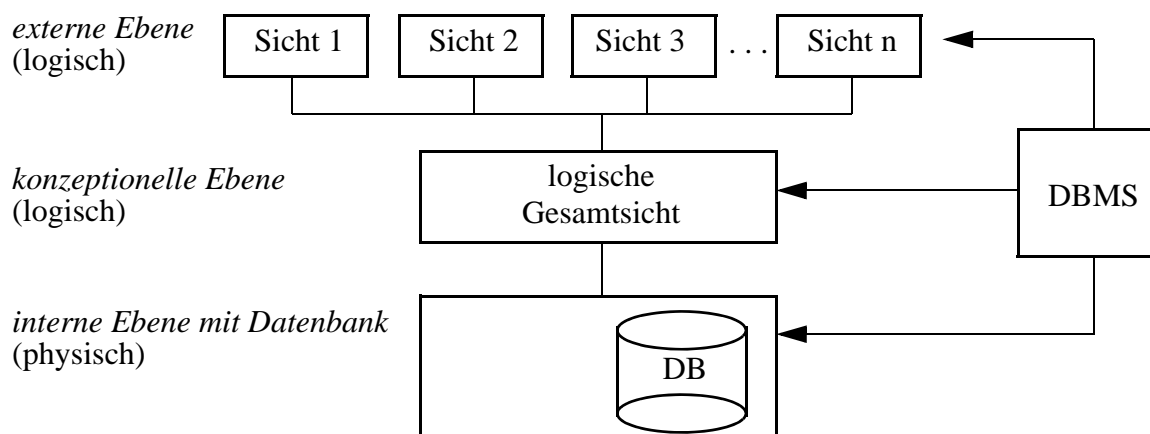 externe Ebene
(logisch)
Sicht 1
Sicht 2
Sicht 3
. . .
Sicht n
konzeptionelle Ebene
(logisch)
logische
Gesamtsicht
DBMS
interne Ebene mit Datenbank
(physisch)
DB